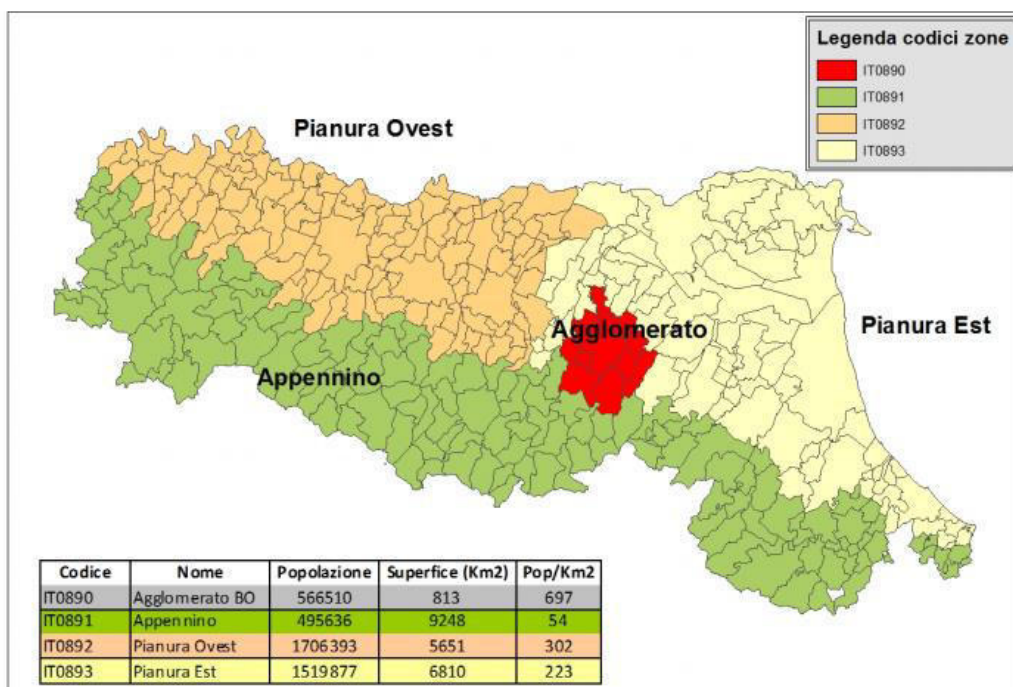 Legenda codici zone
IT0890
IT0891
IT0892
IT0893
Pianura Ovest
Agglomerato
Pianura Est
Appennino
Codice Nome Popolazione Superfice (Km2) Pop/Km2
IT0890 Agglomerato BO 566510 813 697
IT0891 Appennino 495636 9248 54
IT0892 Pianura Ovest 1706393 5651 302
IT0893 Pianura Est 1519877 6810 223